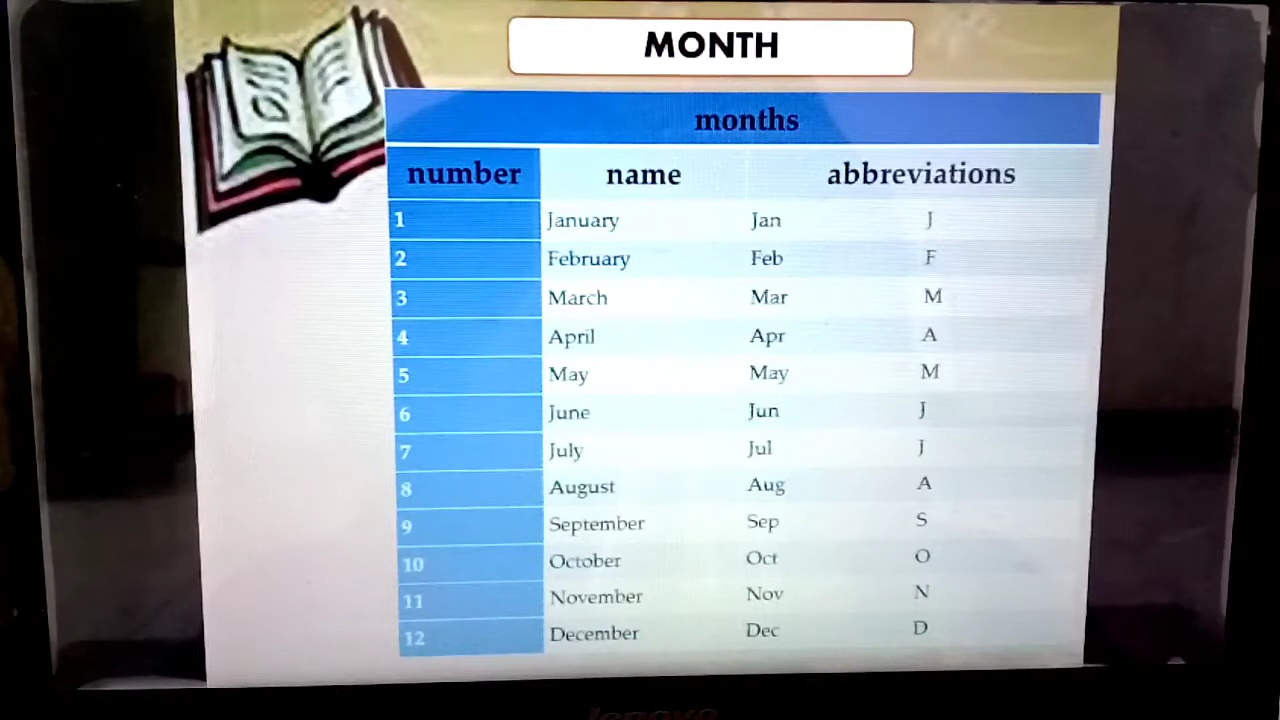 MONTH
months
number name abbreviations
1 January Jan J
2 February Feb F
3 March Mar M
4 April Apr A
5 May May M
6 June Jun J
7 July Jul J
8 August Aug A
9 September Sep S
10 October Oct O
11 November Nov N
12 December Dec D
lenovo